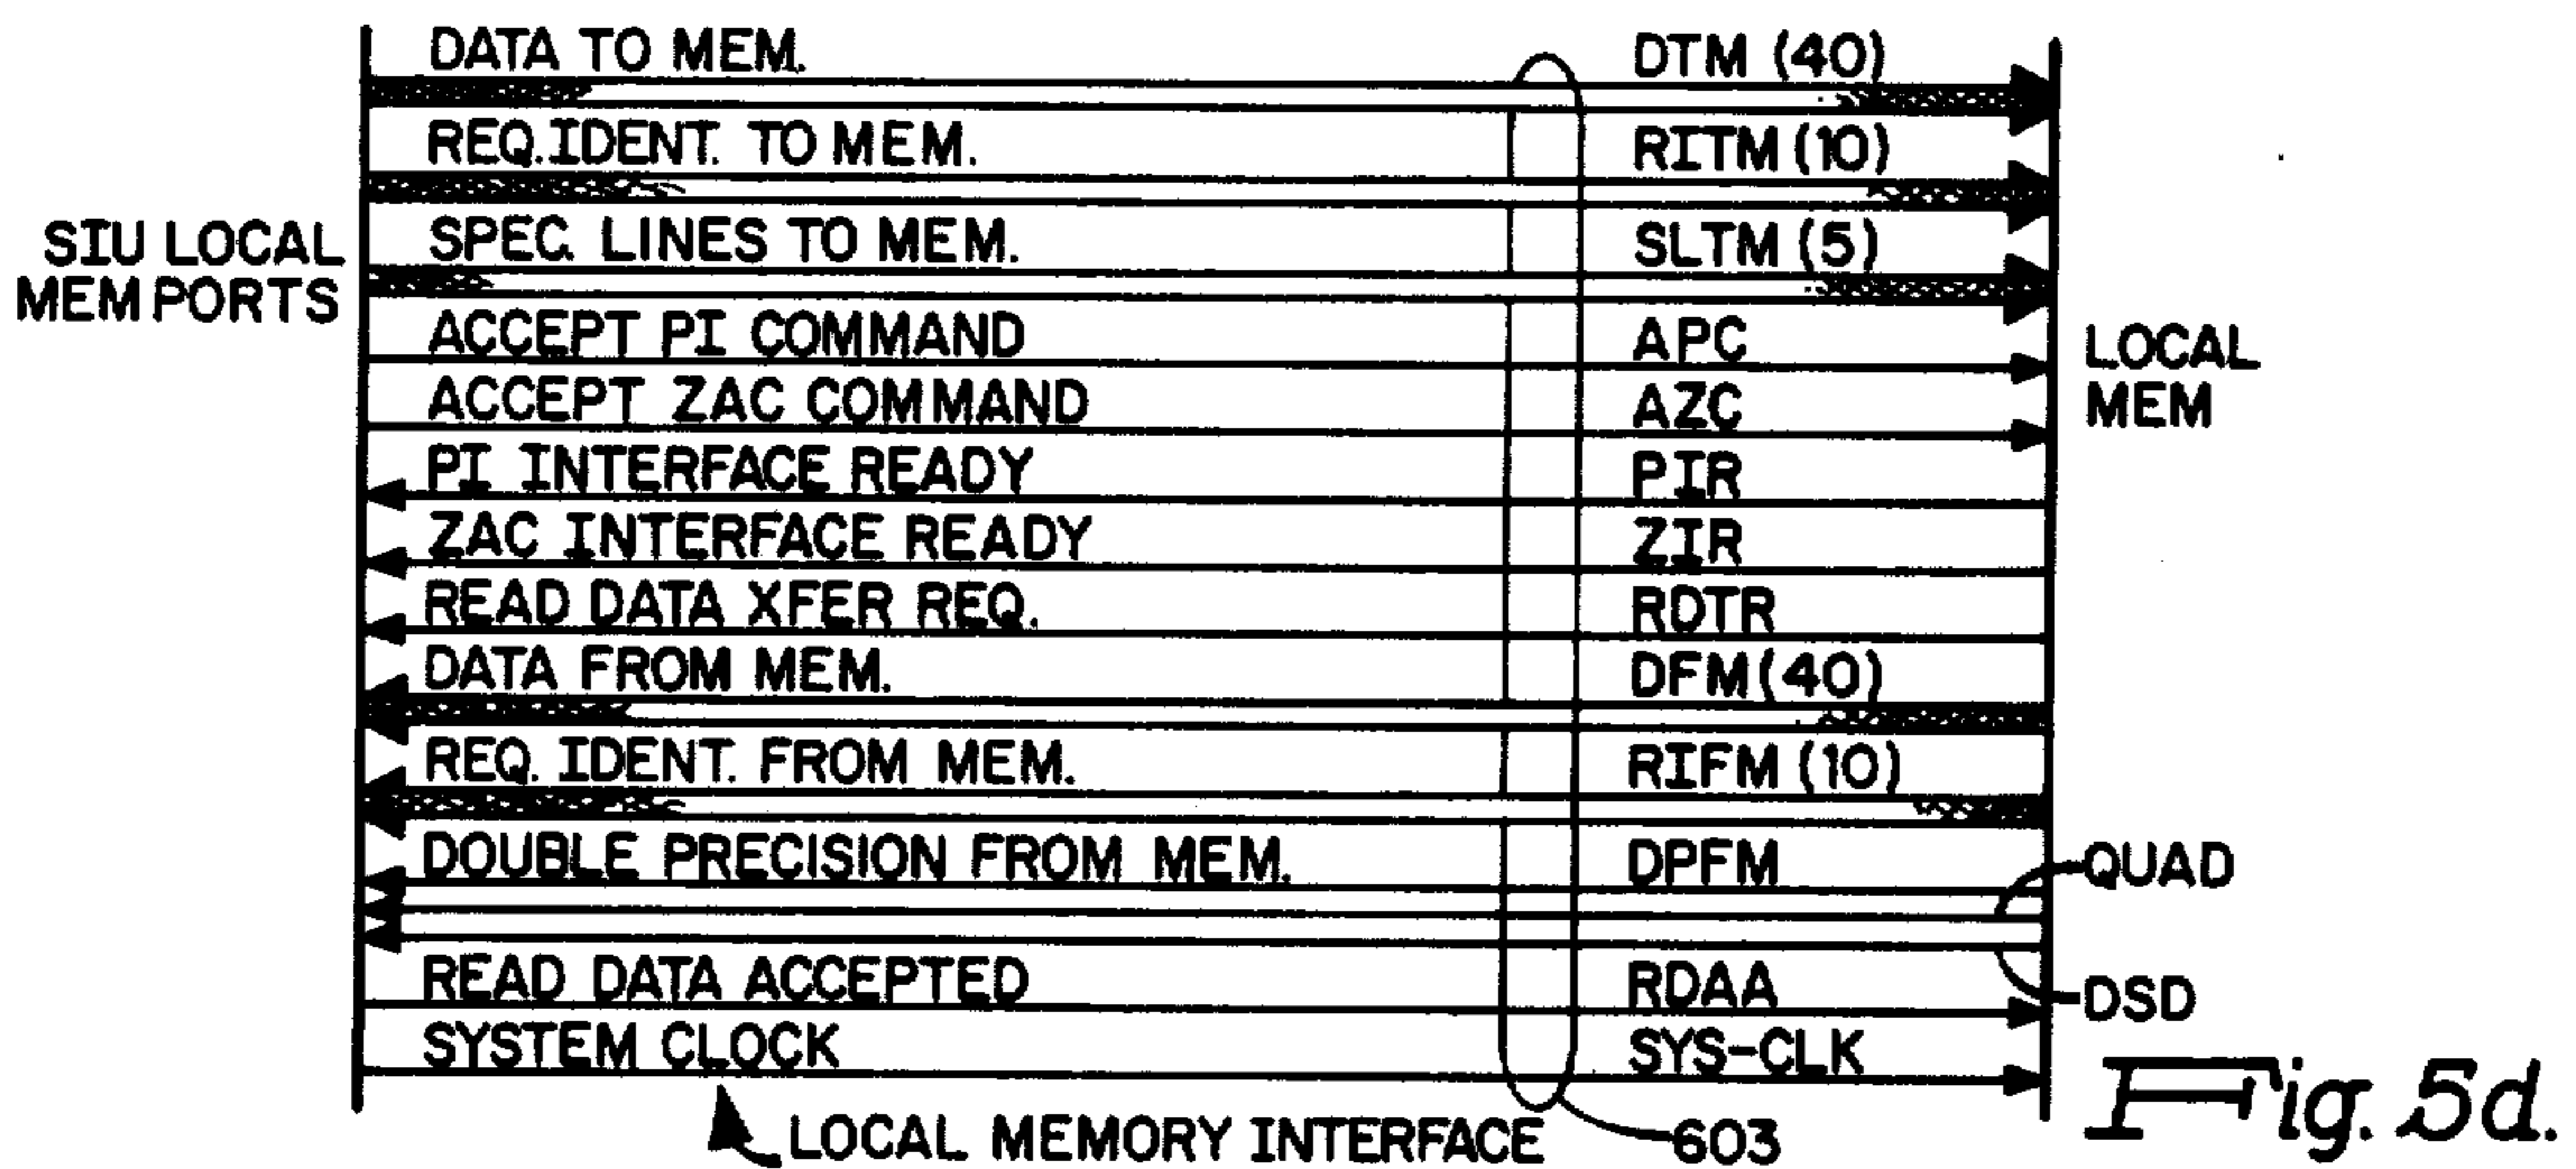 DATA TO MEM. DTM (40)
REQ. IDENT. TO MEM. RITM (10)
SIU LOCAL
MEM PORTS
SPEC. LINES TO MEM. SLTM (5)
ACCEPT PI COMMAND APC
LOCAL
MEM
ACCEPT ZAC COMMAND AZC
PI INTERFACE READY PIR
ZAC INTERFACE READY ZIR
READ DATA XFER REQ. RDTR
DATA FROM MEM. DFM (40)
REQ. IDENT. FROM MEM. RIFM (10)
DOUBLE PRECISION FROM MEM. DPFM
QUAD
DSD
READ DATA ACCEPTED RDAA
SYSTEM CLOCK SYS-CLK
LOCAL MEMORY INTERFACE 603
Fig. 5d.